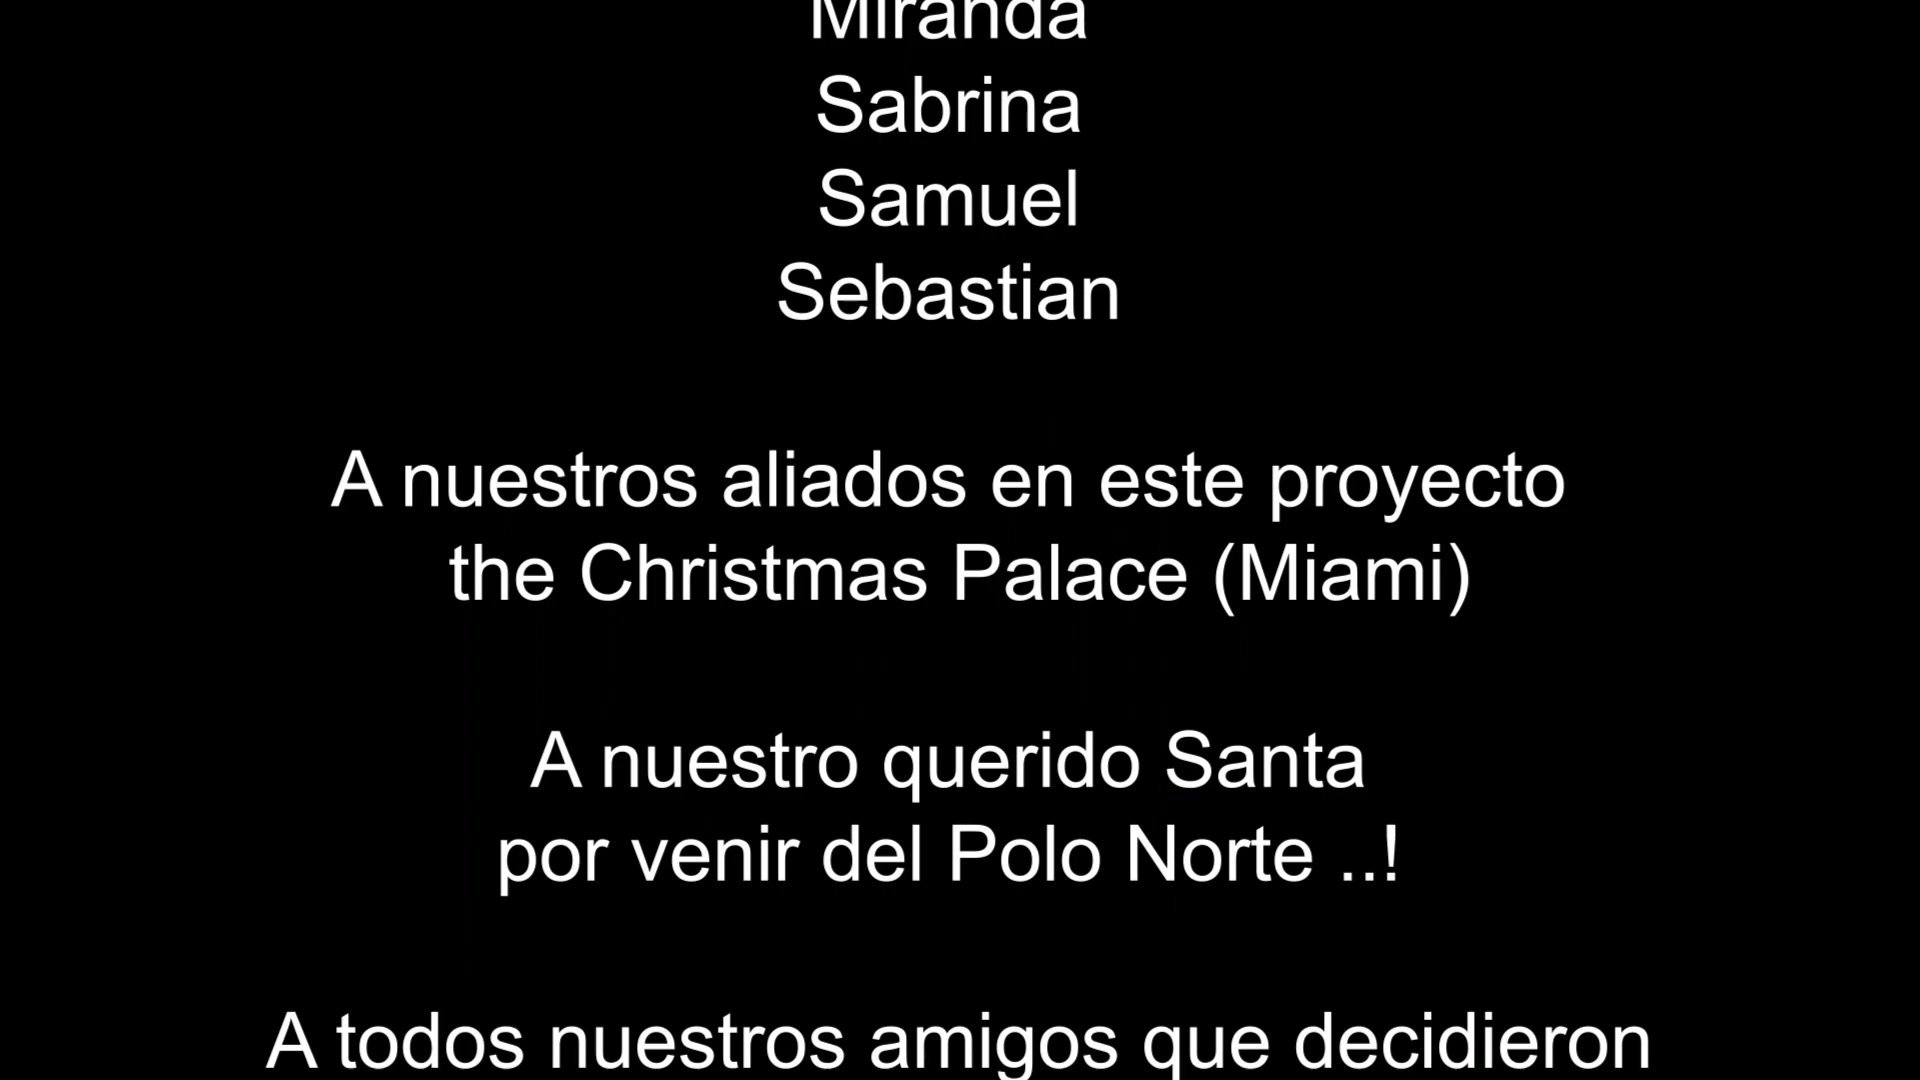 Miranda
Sabrina
Samuel
Sebastian
A nuestros aliados en este proyecto
the Christmas Palace (Miami)
A nuestro querido Santa
por venir del Polo Norte ..!
A todos nuestros amigos que decidieron